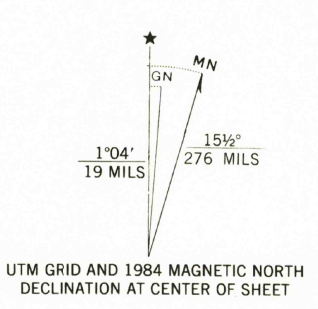 ★
MN
GN
1°04′
19 MILS
15½°
276 MILS
UTM GRID AND 1984 MAGNETIC NORTH
DECLINATION AT CENTER OF SHEET